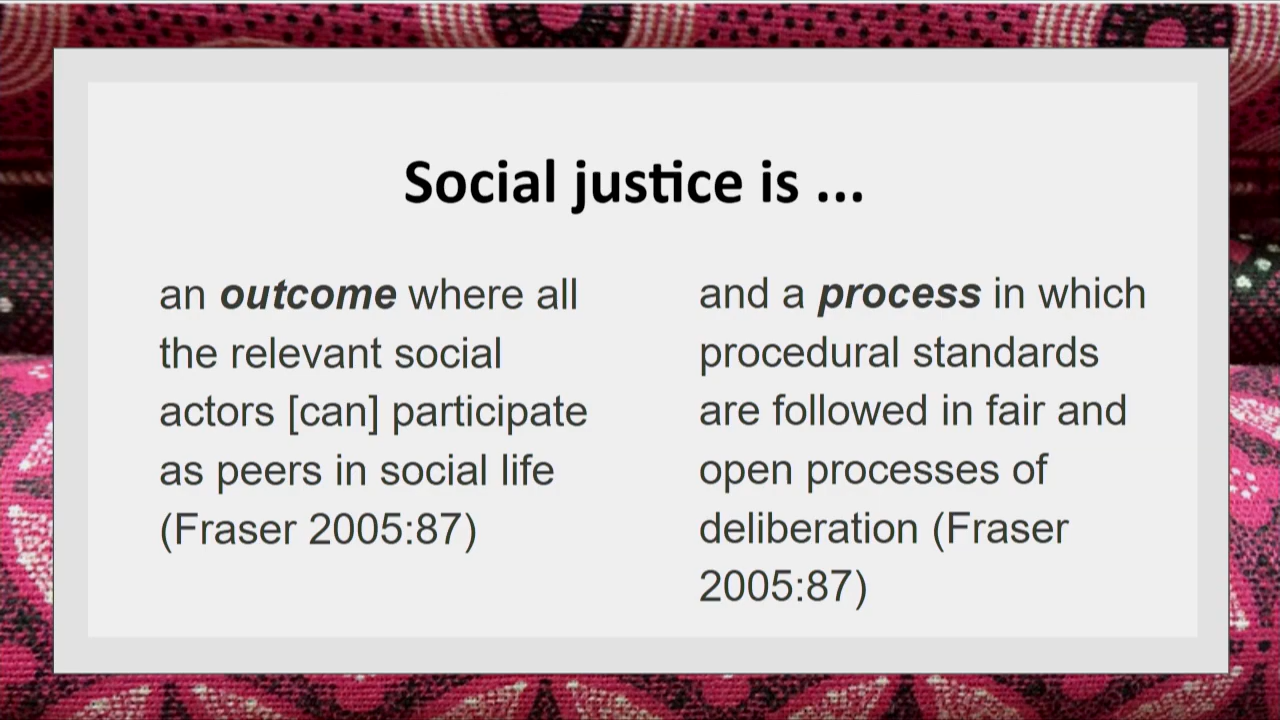 Social justice is ...
an outcome where all
the relevant social
actors [can] participate
as peers in social life
(Fraser 2005:87)
and a process in which
procedural standards
are followed in fair and
open processes of
deliberation (Fraser
2005:87)